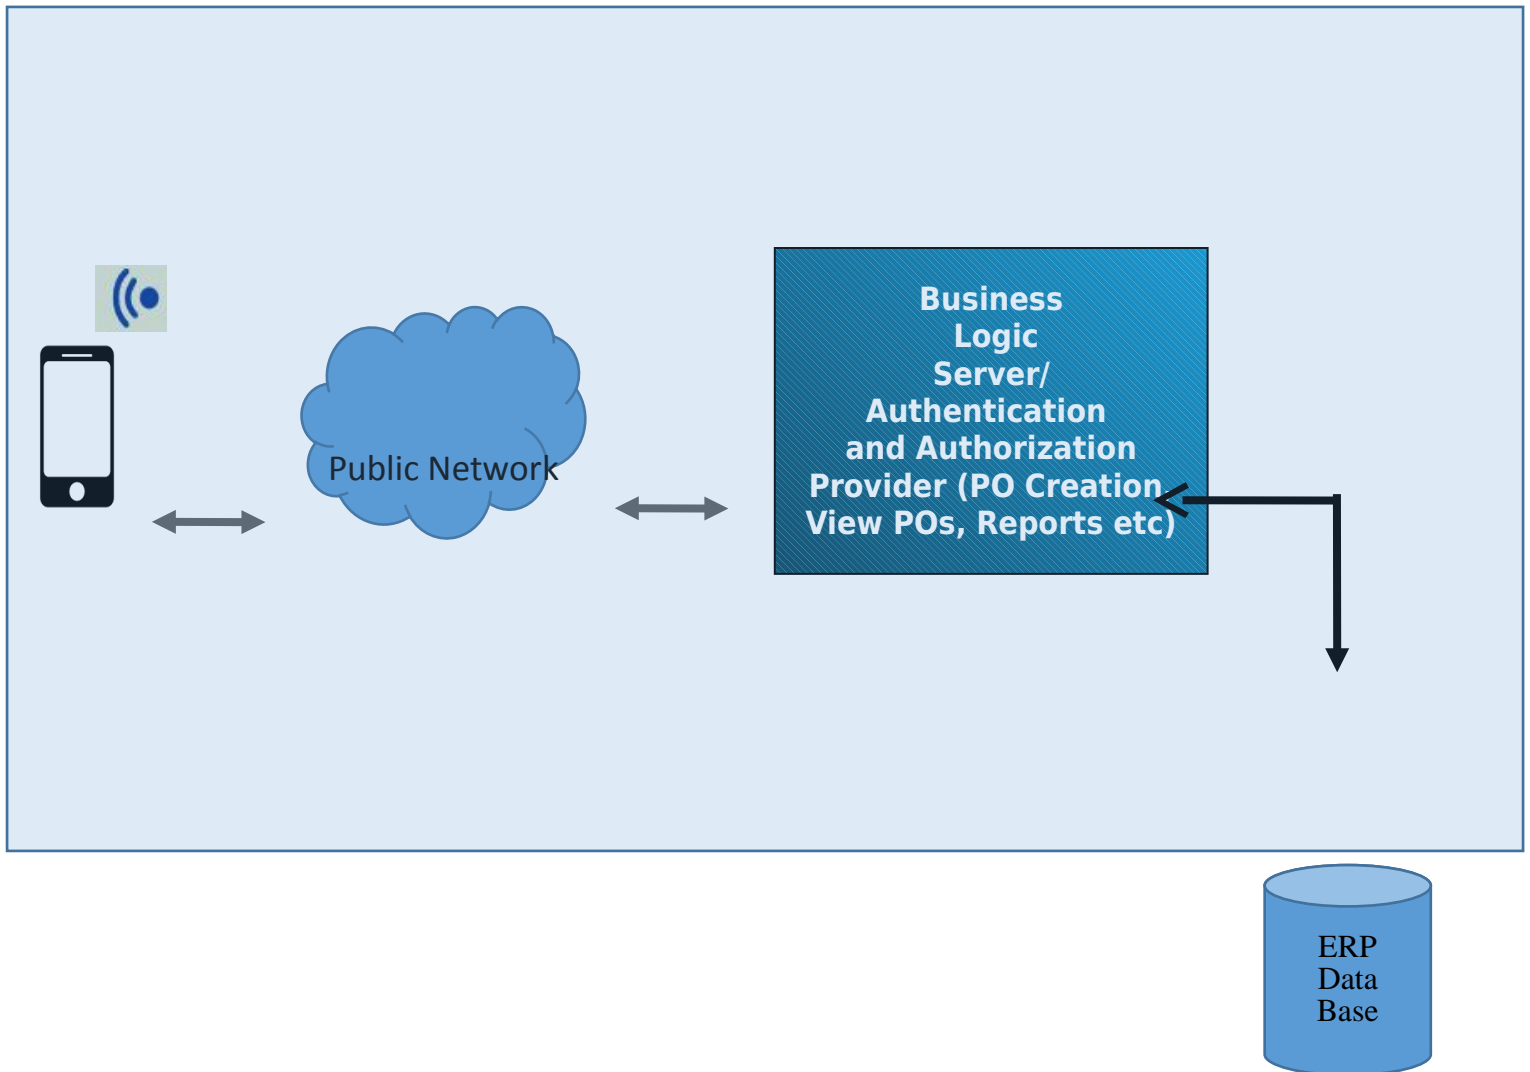 Business
Logic
Server/
Authentication
and Authorization
Provider (PO Creation
View POs, Reports etc)
Public Network
ERP
Data
Base